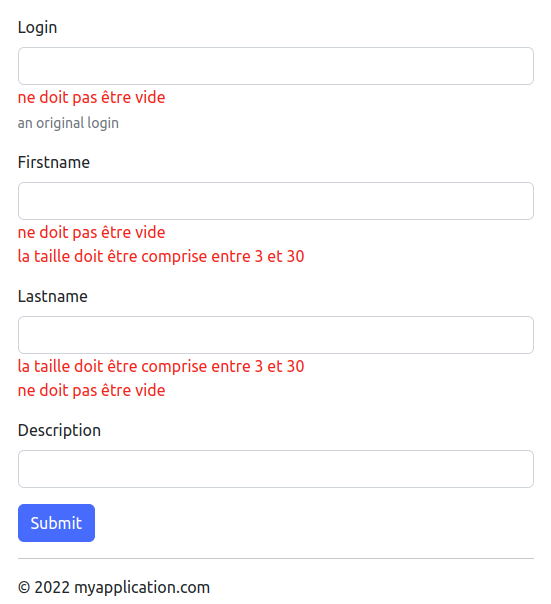 Login
ne doit pas être vide
an original login
Firstname
ne doit pas être vide
la taille doit être comprise entre 3 et 30
Lastname
la taille doit être comprise entre 3 et 30
ne doit pas être vide
Description
Submit
© 2022 myapplication.com